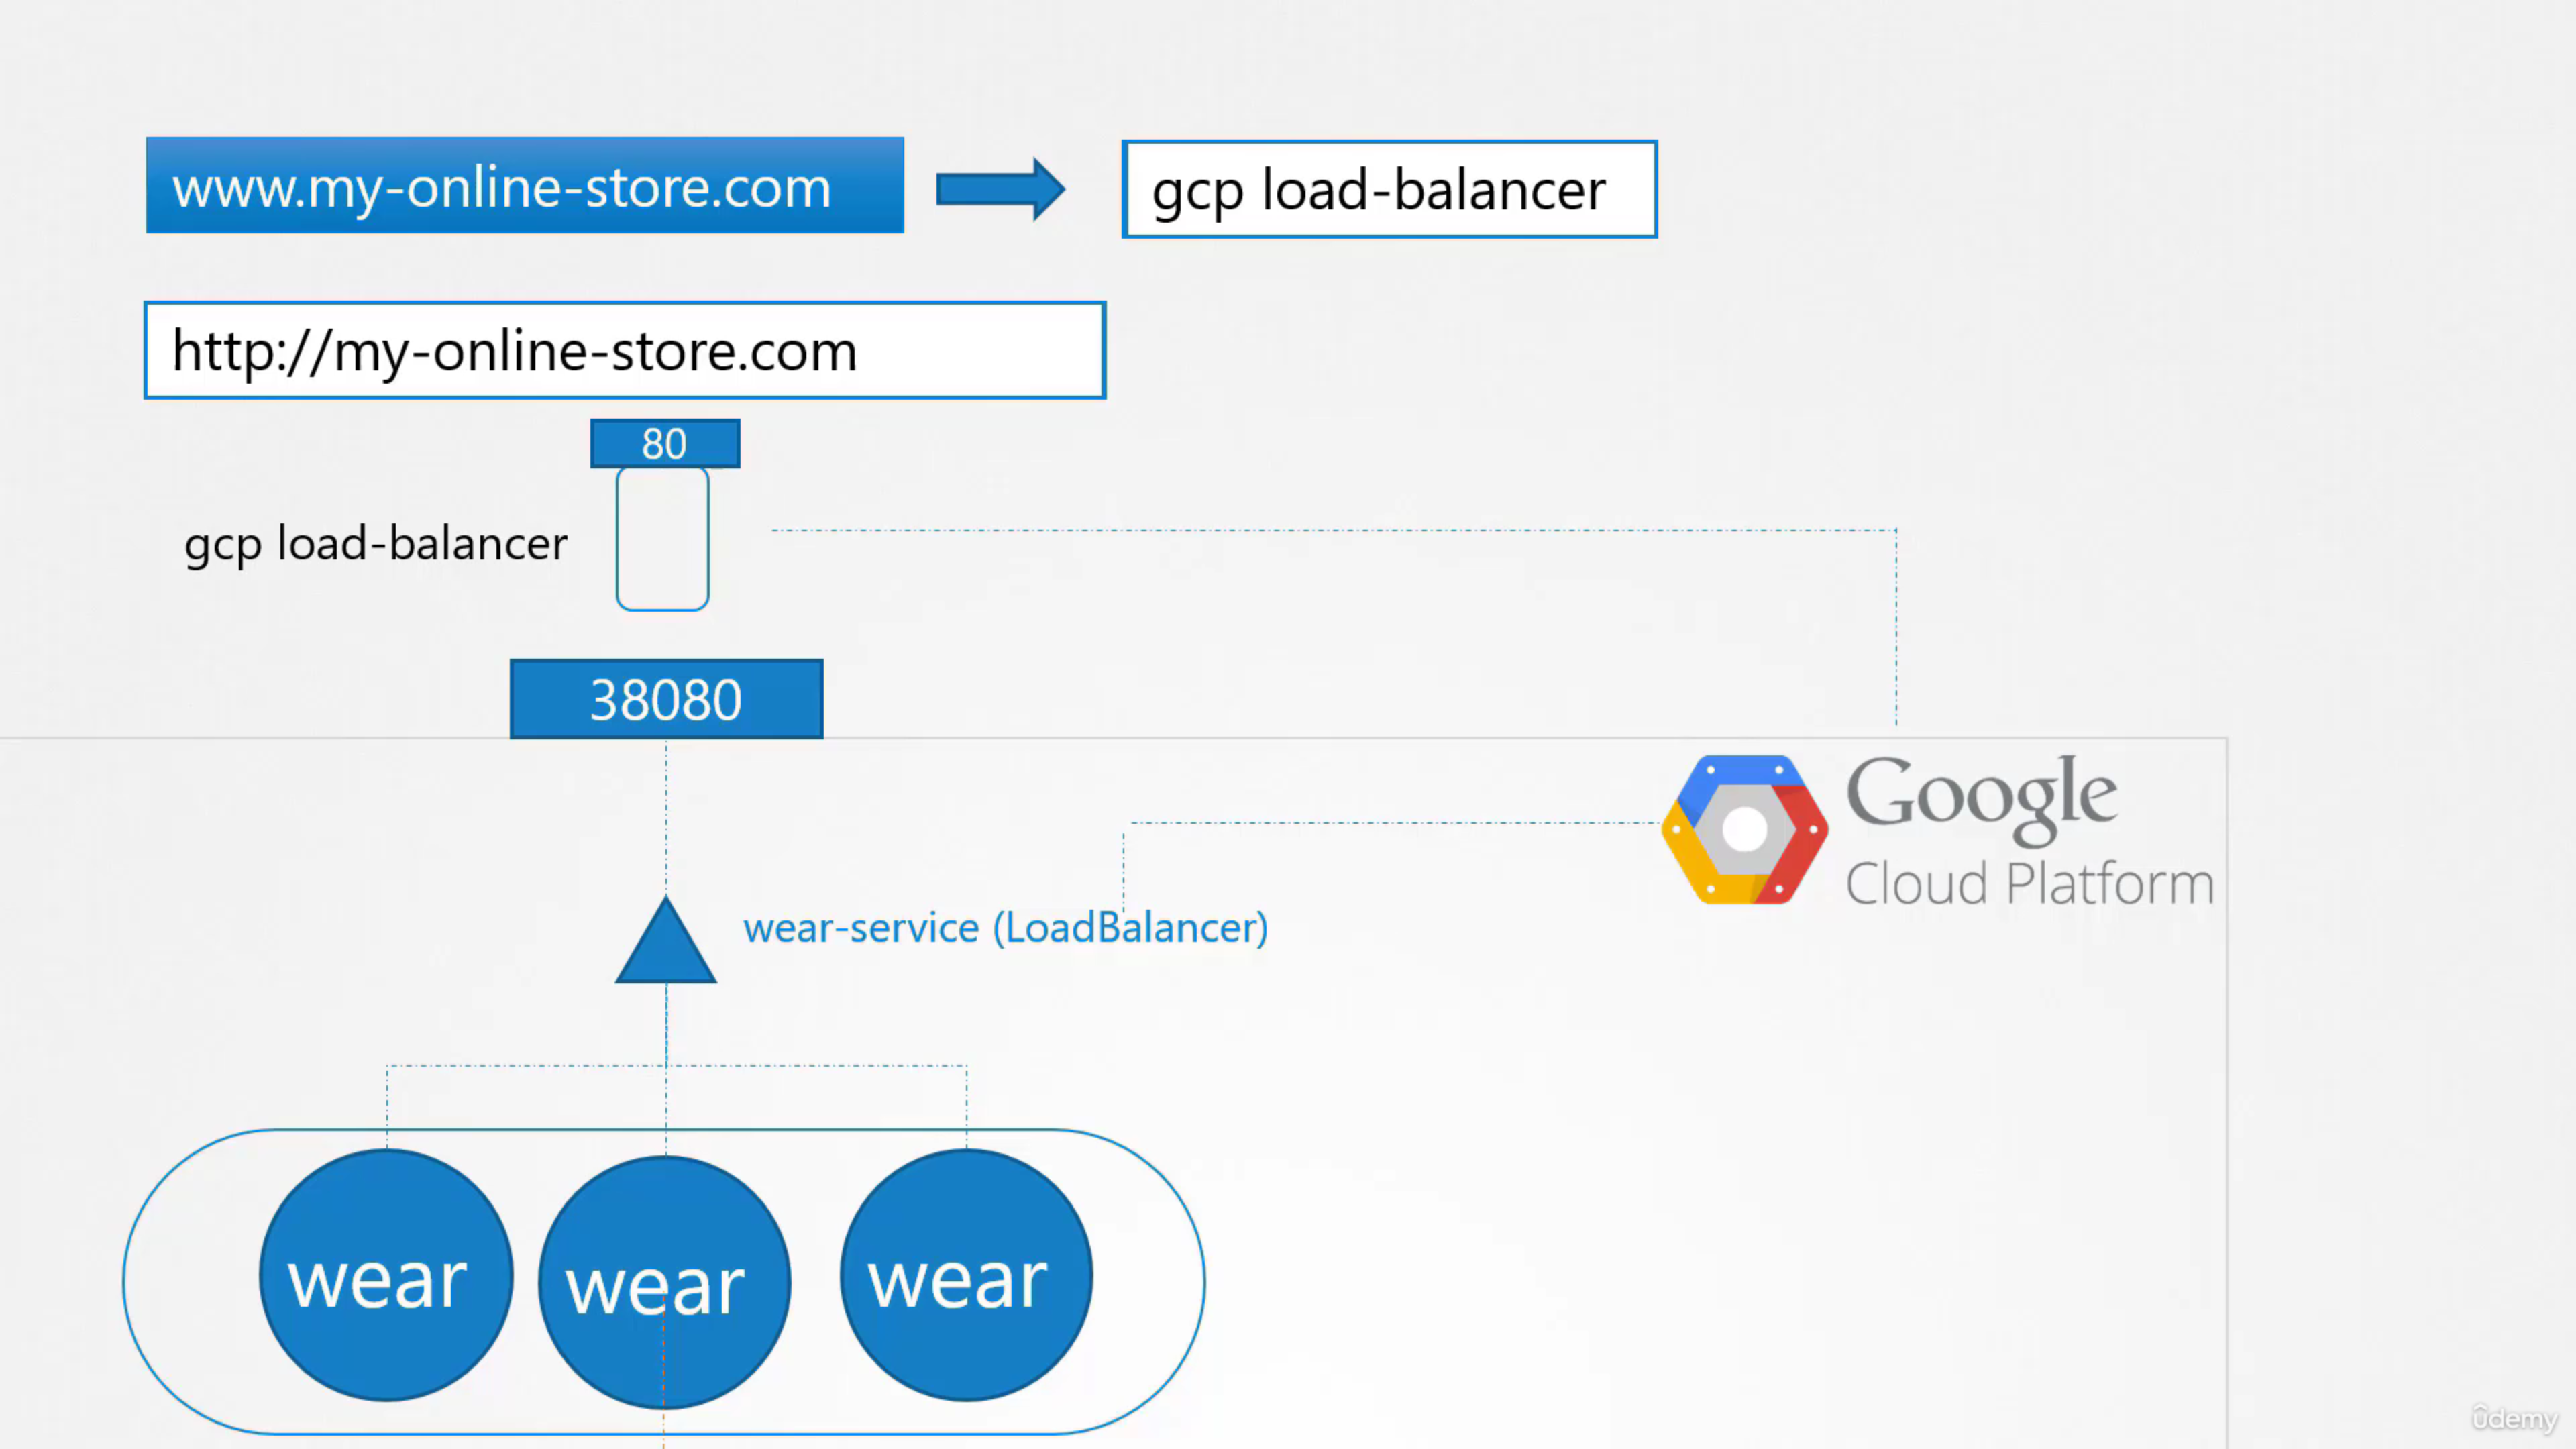 www.my-online-store.com
gcp load-balancer
http://my-online-store.com
80
gcp load-balancer
38080
Google
Cloud Platform
wear-service (LoadBalancer)
wear
wear
wear
ûdemy